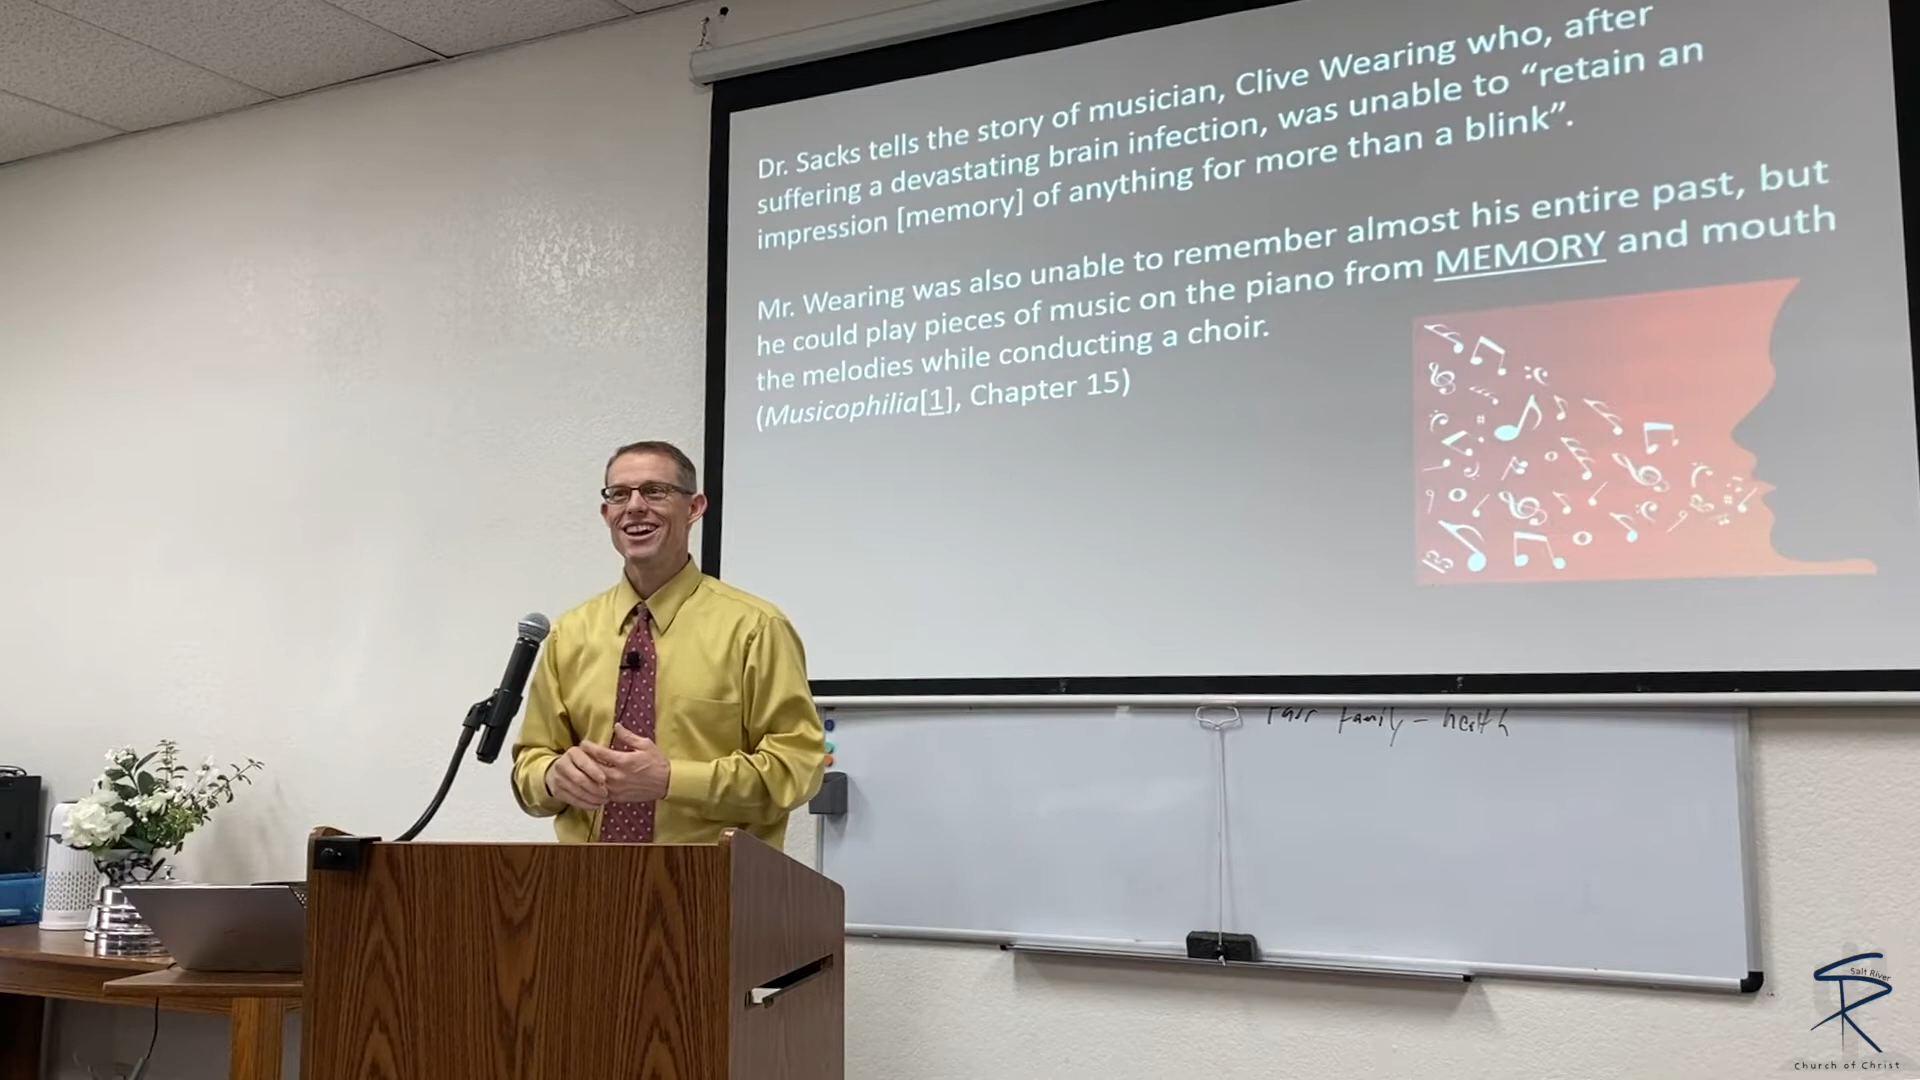 Dr. Sacks tells the story of musician, Clive Wearing who, after
suffering a devastating brain infection, was unable to “retain an
impression [memory] of anything for more than a blink”.
Mr. Wearing was also unable to remember almost his entire past, but
he could play pieces of music on the piano from MEMORY and mouth
the melodies while conducting a choir.
(Musicophilia[1], Chapter 15)
family -
Salt River
Church of Christ